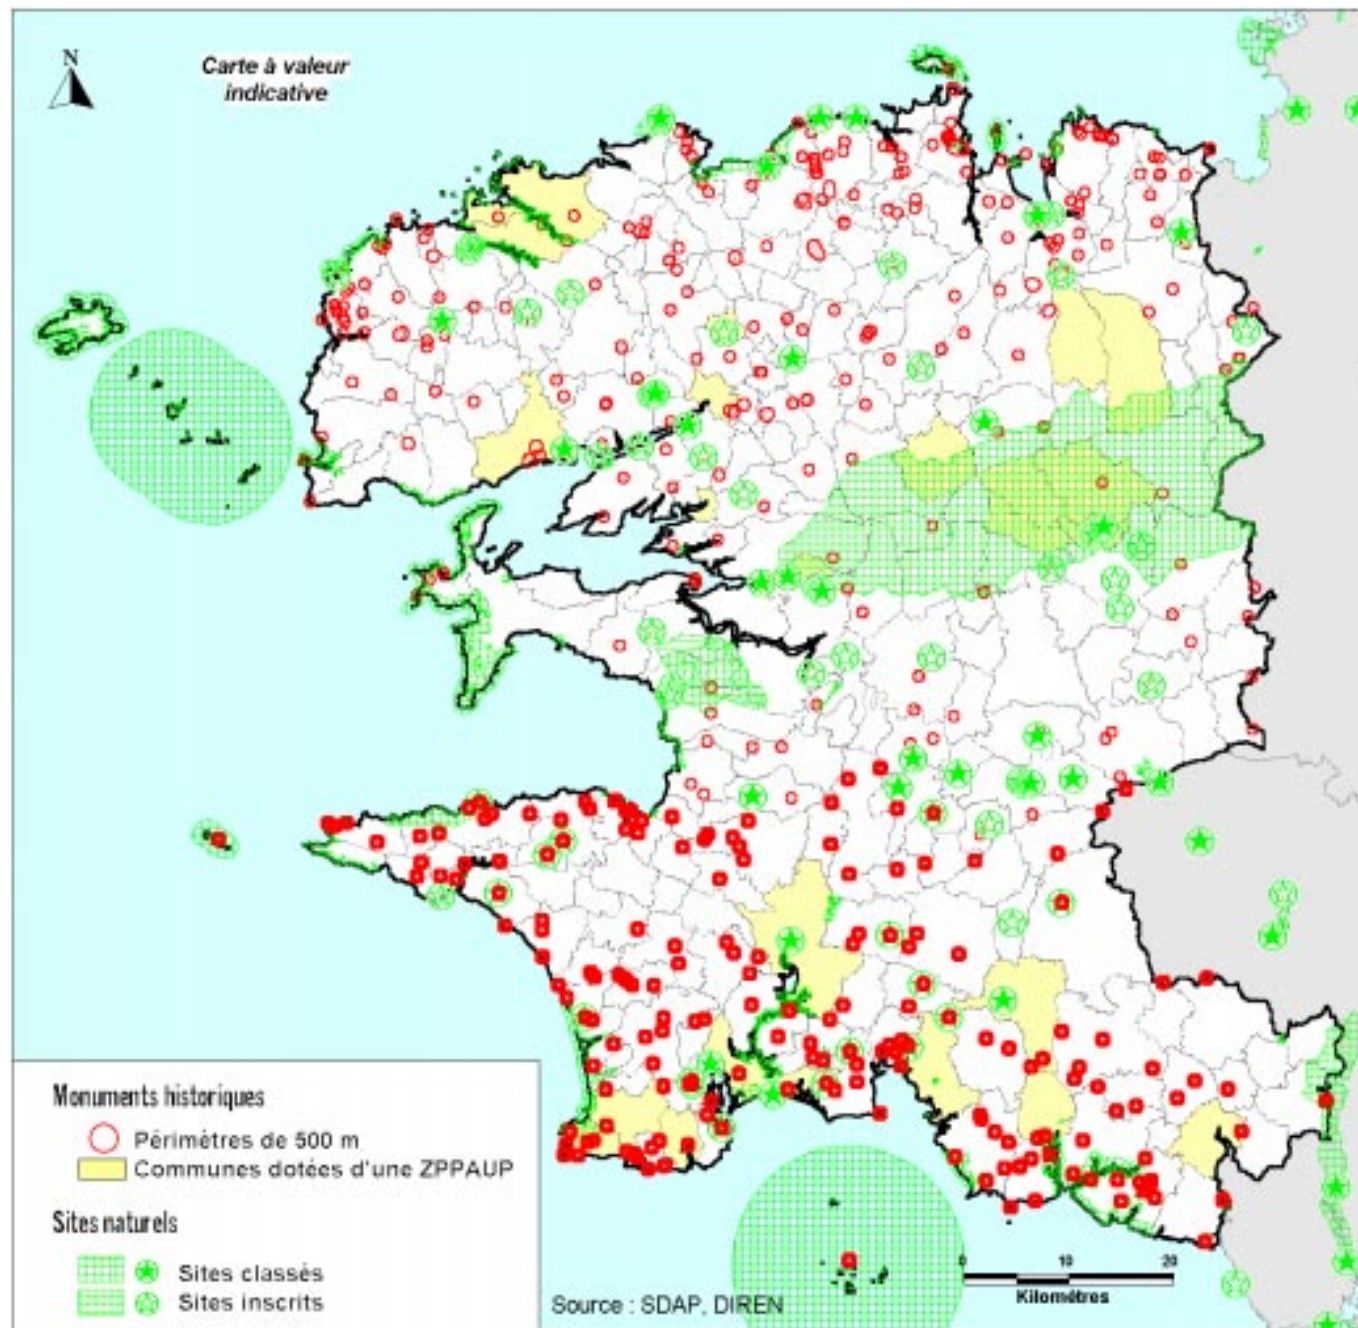 N
Carte à valeur
indicative
Monuments historiques
Périmètres de 500 m
Communes dotées d'une ZPPAUP
Sites naturels
Sites classés
Sites inscrits
Source : SDAP, DIREN
0 10 20
Kilométres